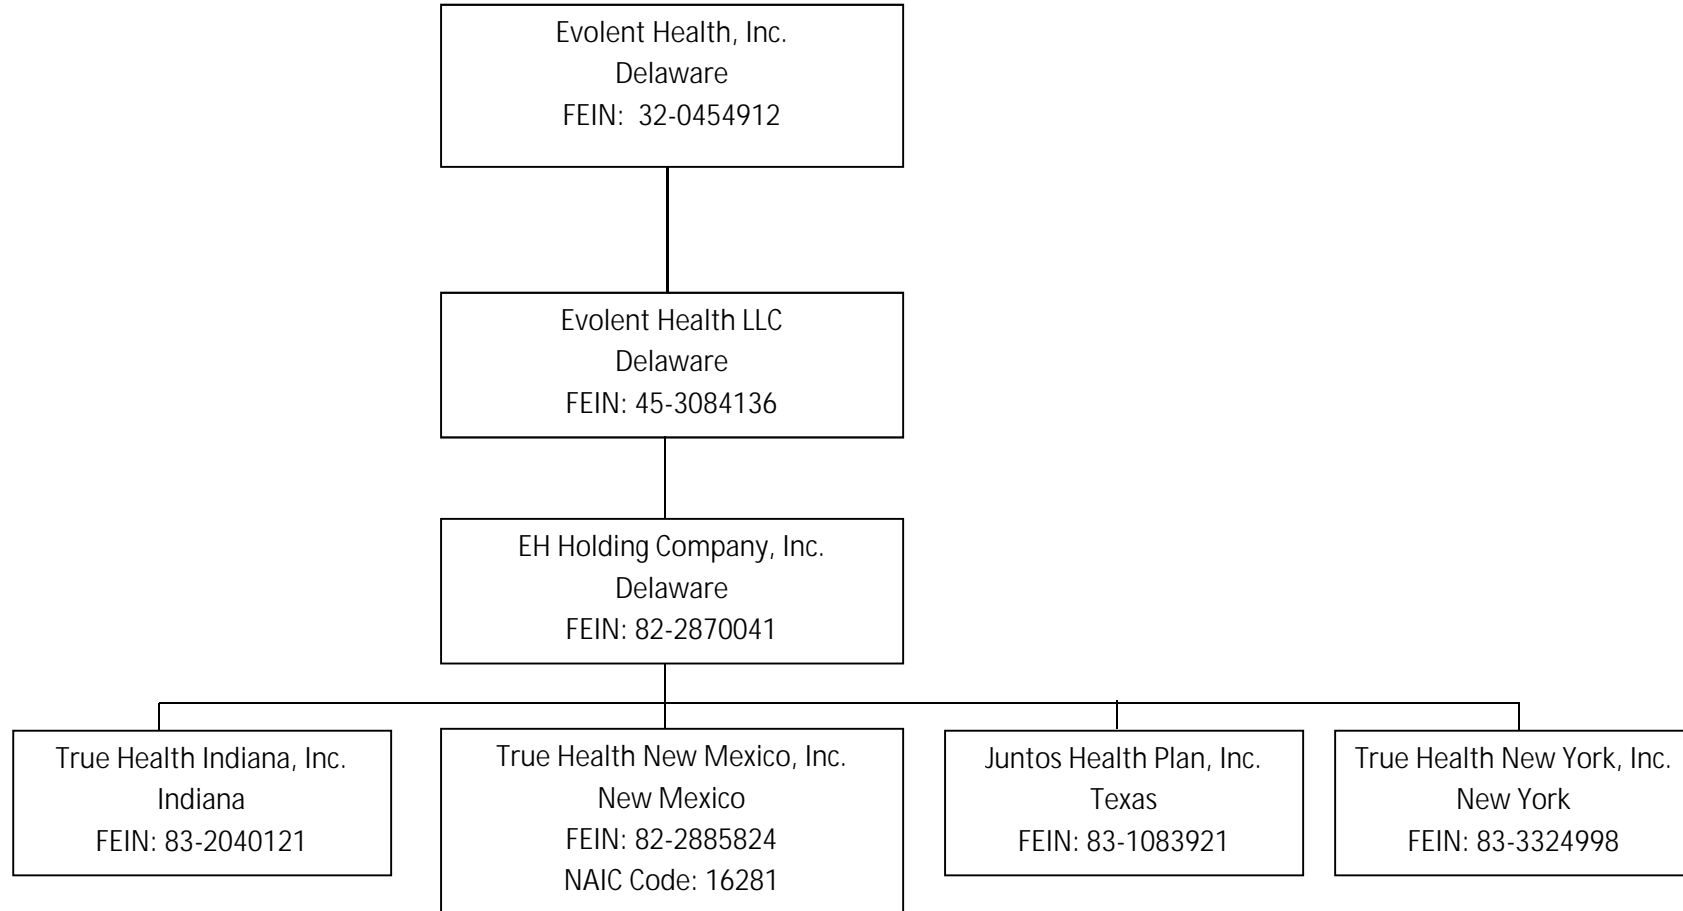 Evolent Health, Inc.
Delaware
FEIN:  32-0454912
Evolent Health LLC
Delaware
FEIN: 45-3084136
EH Holding Company, Inc.
Delaware
FEIN: 82-2870041
True Health Indiana, Inc.
Indiana
FEIN: 83-2040121
True Health New Mexico, Inc.
New Mexico
FEIN: 82-2885824
NAIC Code: 16281
Juntos Health Plan, Inc.
Texas
FEIN: 83-1083921
True Health New York, Inc.
New York
FEIN: 83-3324998